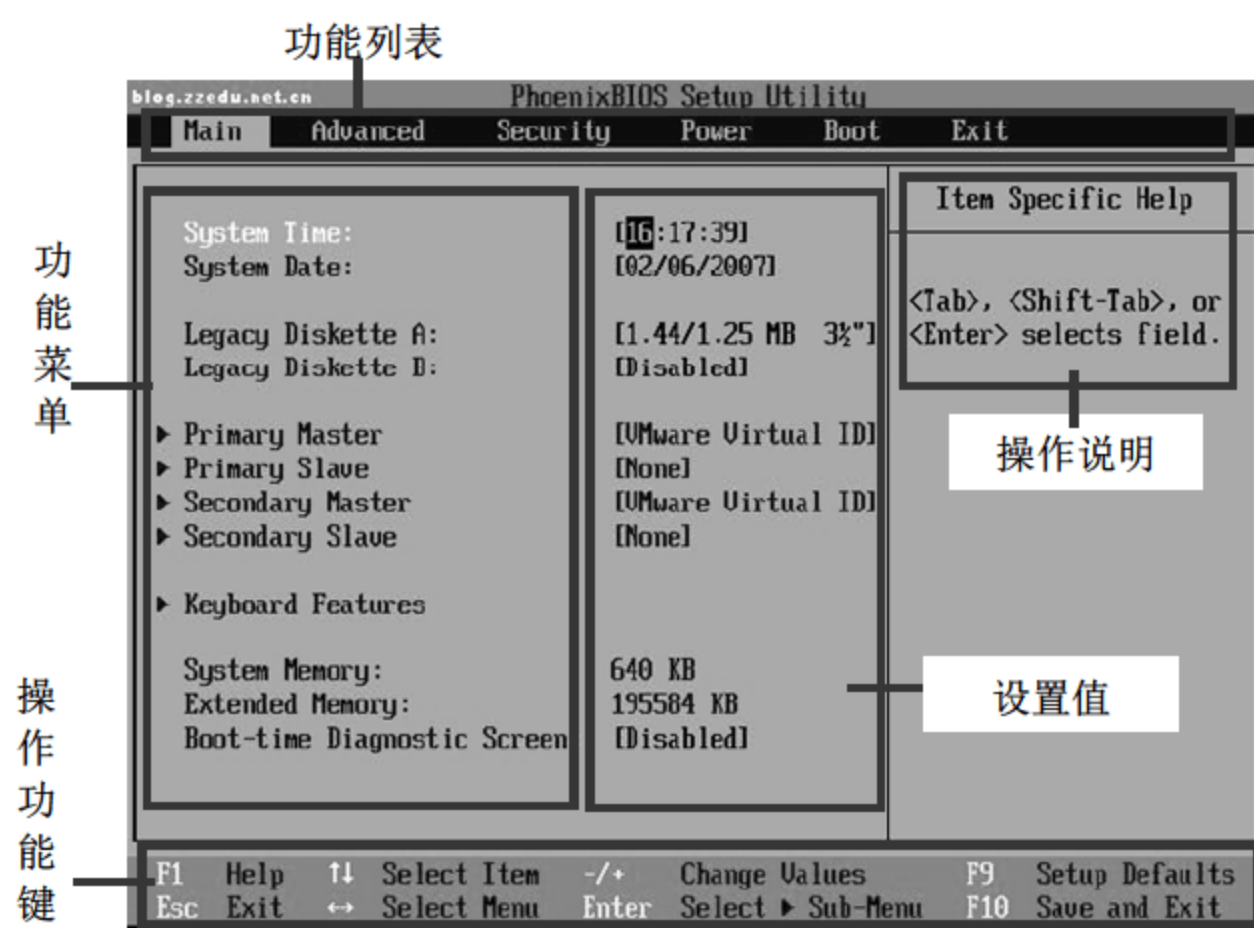 功能列表
blog.zzedu.net.cn PhoenixBIOS Setup Utility
Main Advanced Security Power Boot Exit
Item Specific Help
System Time: [16:17:39]
System Date: [02/06/2007]
<Tab>, <Shift-Tab>, or
<Enter> selects field.
Legacy Diskette A: [1.44/1.25 MB 3½"]
Legacy Diskette B: [Disabled]
功能菜单
操作说明
▶ Primary Master [VMware Virtual ID]
▶ Primary Slave [None]
▶ Secondary Master [VMware Virtual ID]
▶ Secondary Slave [None]
▶ Keyboard Features
System Memory: 640 KB
Extended Memory: 195584 KB
Boot-time Diagnostic Screen [Disabled]
设置值
操作功能键
F1 Help ↑↓ Select Item -/+ Change Values F9 Setup Defaults
Esc Exit ↔ Select Menu Enter Select ▶ Sub-Menu F10 Save and Exit